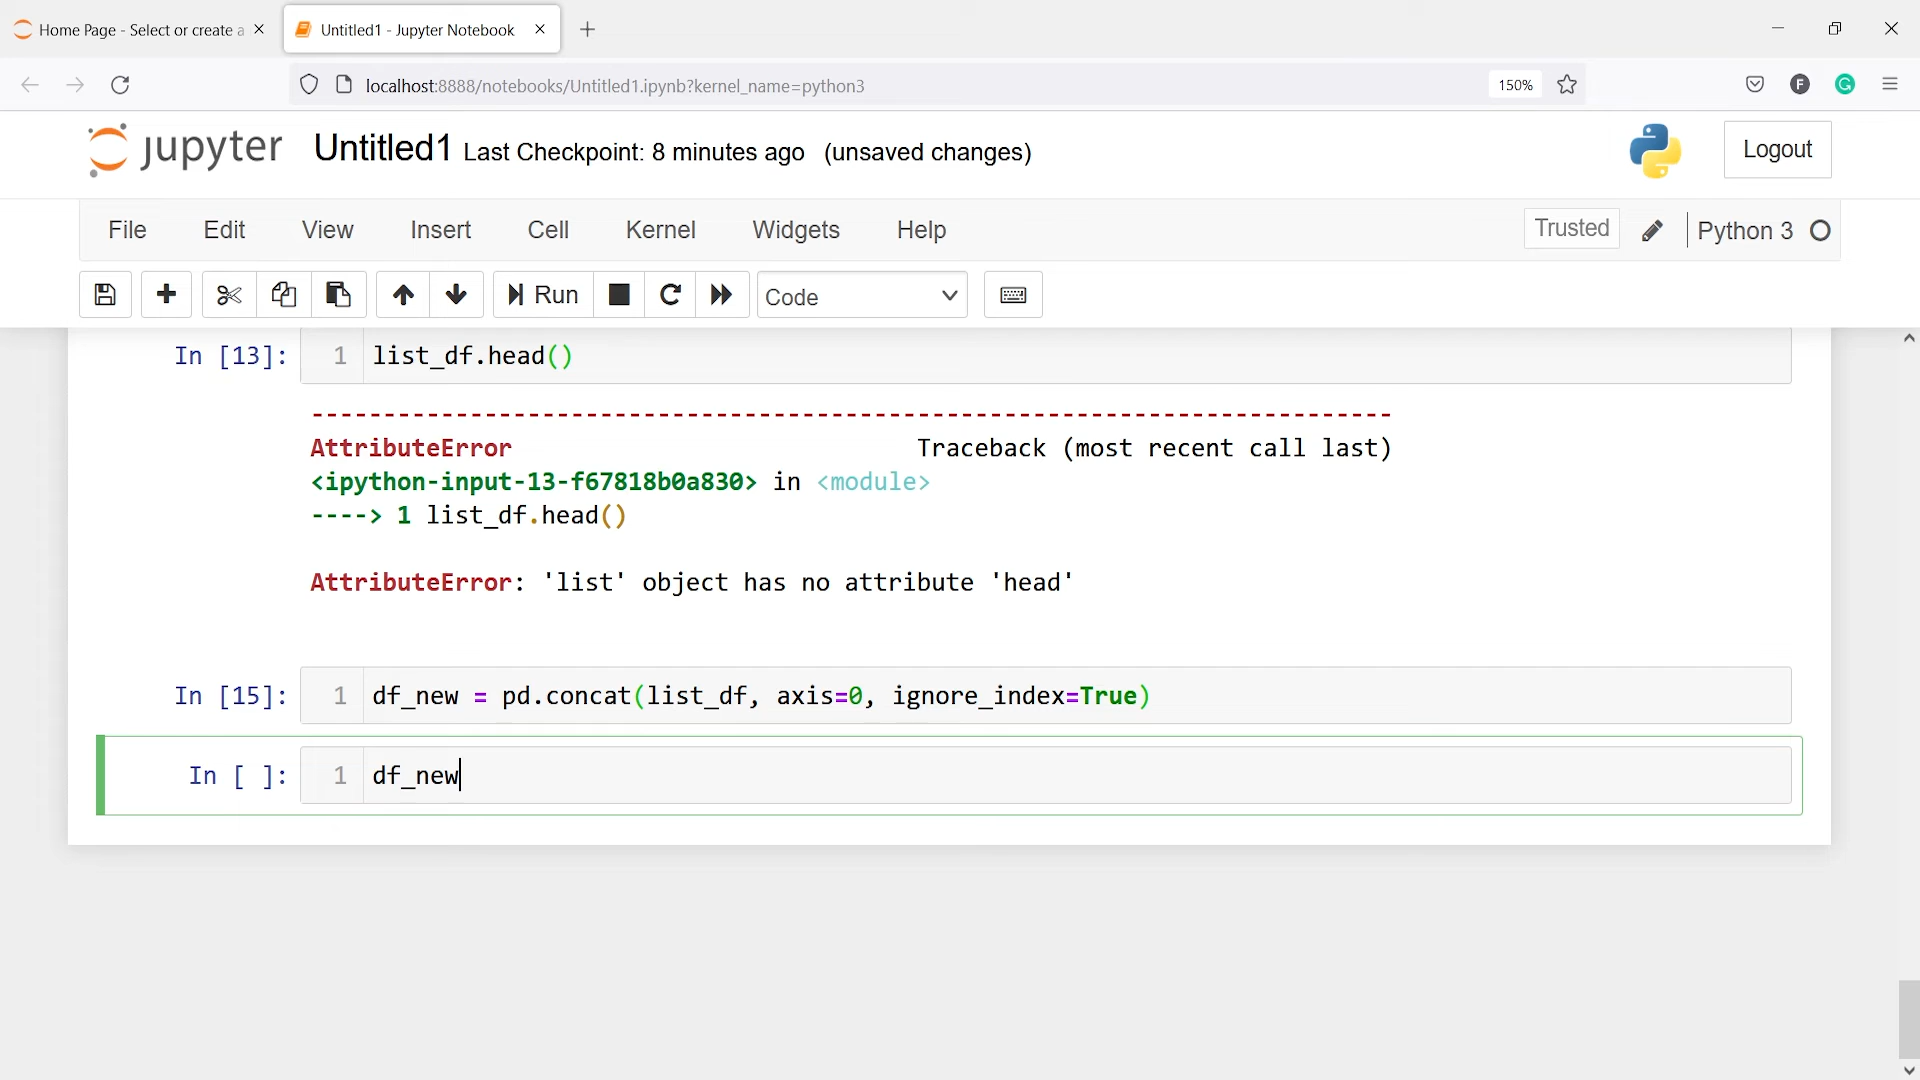 Home Page - Select or create a
Untitled1 - Jupyter Notebook
localhost:8888/notebooks/Untitled1.ipynb?kernel_name=python3
150%
F
G
jupyter Untitled1 Last Checkpoint: 8 minutes ago (unsaved changes)
Logout
File Edit View Insert Cell Kernel Widgets Help
Trusted
Python 3
Run
Code
In [13]: 1 list_df.head()
---------------------------------------------------------------------------
AttributeError Traceback (most recent call last)
<ipython-input-13-f67818b0a830> in <module>
----> 1 list_df.head()
AttributeError: 'list' object has no attribute 'head'
In [15]: 1 df_new = pd.concat(list_df, axis=0, ignore_index=True)
In [ ]: 1 df_new